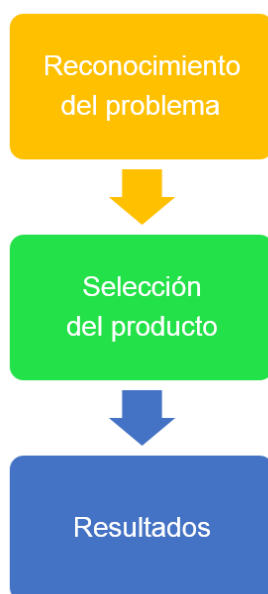 Reconocimiento
del problema
Selección
del producto
Resultados